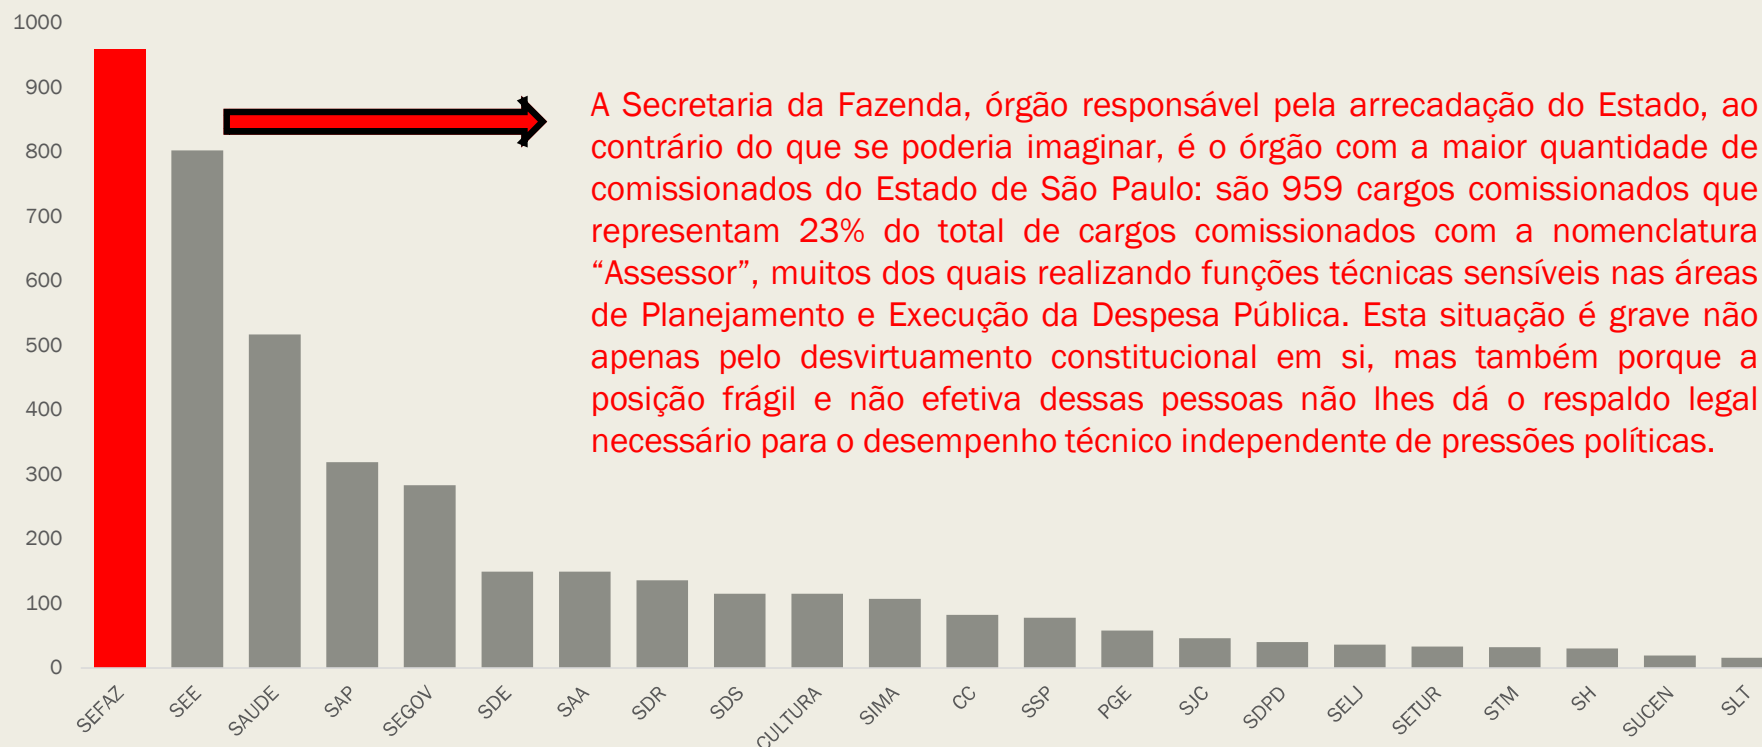 1000
900
800
700
600
500
400
300
200
100
0
A Secretaria da Fazenda, órgão responsável pela arrecadação do Estado, ao
contrário do que se poderia imaginar, é o órgão com a maior quantidade de
comissionados do Estado de São Paulo: são 959 cargos comissionados que
representam 23% do total de cargos comissionados com a nomenclatura
“Assessor”, muitos dos quais realizando funções técnicas sensíveis nas áreas
de Planejamento e Execução da Despesa Pública. Esta situação é grave não
apenas pelo desvirtuamento constitucional em si, mas também porque a
posição frágil e não efetiva dessas pessoas não lhes dá o respaldo legal
necessário para o desempenho técnico independente de pressões políticas.
SEFAZ
SEE
SAUDE
SAP
SEGOV
SDE
SAA
SDR
SDS
CULTURA
SIMA
CC
SSP
PGE
SJC
SDPD
SELJ
SETUR
STM
SH
SUCEN
SLT